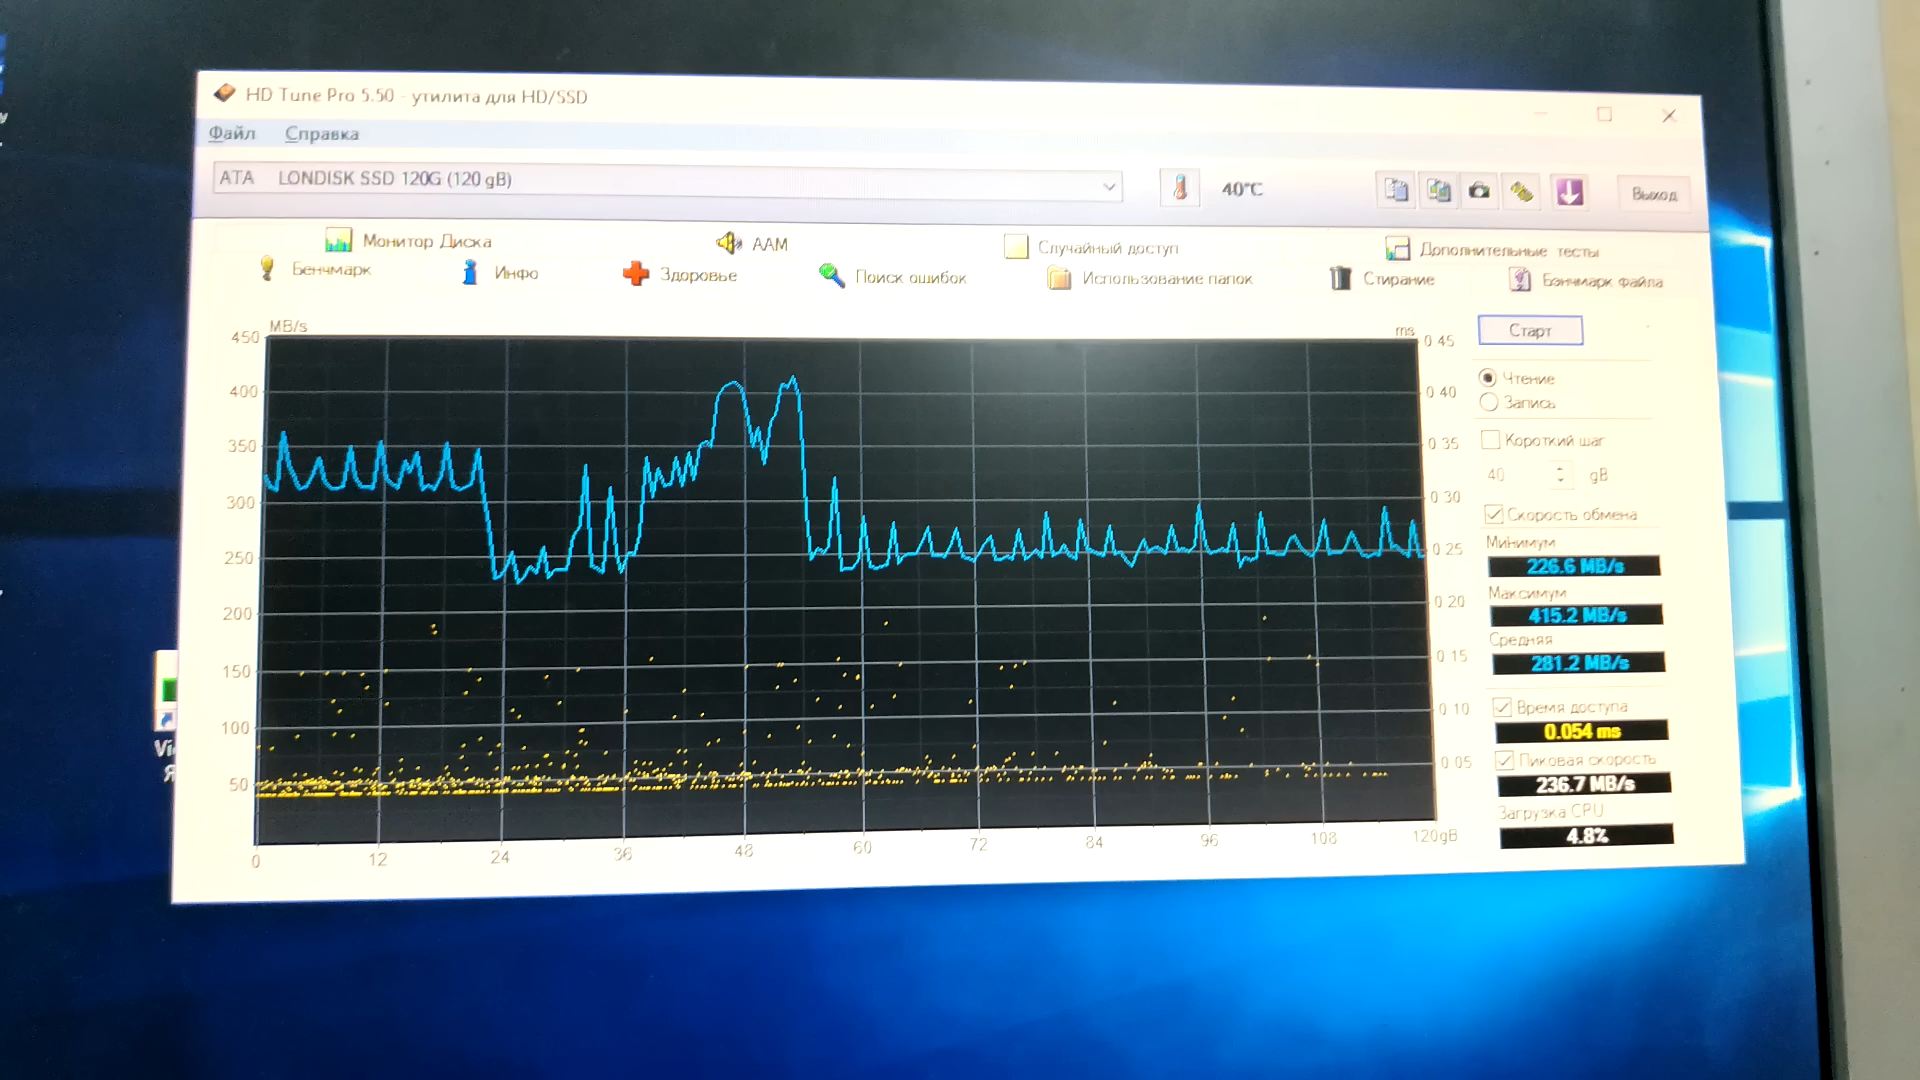 HD Tune Pro 5.50 - утилита для HD/SSD
Файл Справка
ATA LONDISK SSD 120G (120 gB)
40°C
Выход
Монитор Диска AAM Случайный доступ Дополнительные тесты
Бенчмарк Инфо Здоровье Поиск ошибок Использование папок Стирание Бэнчмарк файла
MB/s
ms
450
400
350
300
250
200
150
100
50
0 45
0 40
0 35
0 30
0 25
0 20
0 15
0 10
0 05
0 12 24 36 48 60 72 84 96 108 120gB
Старт
Чтение
Запись
Короткий шаг
40 gB
Скорость обмена
Минимум
226.6 MB/s
Максимум
415.2 MB/s
Средняя
281.2 MB/s
Время доступа
0.054 ms
Пиковая скорость
236.7 MB/s
Загрузка CPU
4.8%